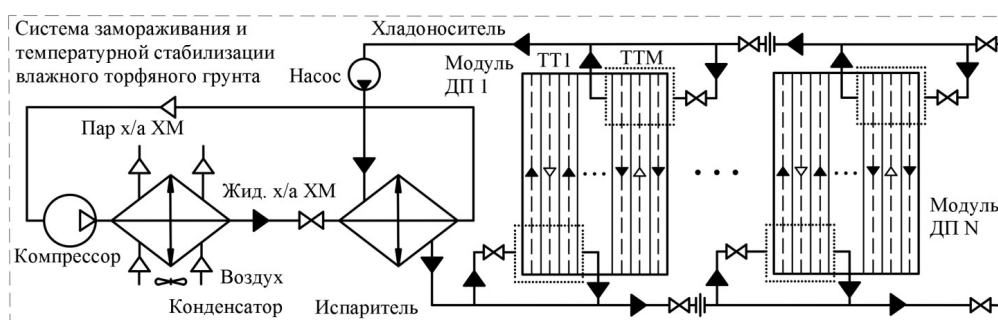 Система замораживания и
температурной стабилизации
влажного торфяного грунта
Хладоноситель
Насос
Модуль
ДП 1
ТТ1
ТТМ
Пар х/а ХМ
Жид. х/а ХМ
Модуль
ДП N
Компрессор
Воздух
Конденсатор
Испаритель